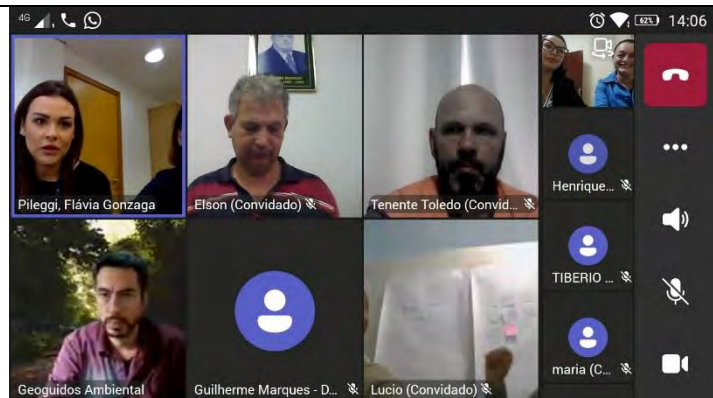 4G 62% 14:06
Pileggi, Flávia Gonzaga
Elson (Convidado)
Tenente Toledo (Convid...
Henrique...
TIBERIO ...
maria (C...
Geoguidos Ambiental
Guilherme Marques - D...
Lucio (Convidado)